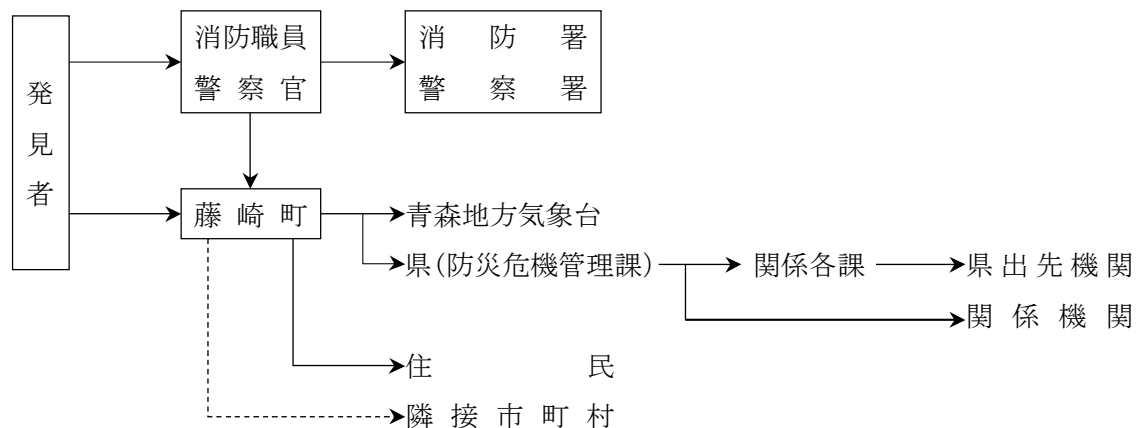 発見者
消防職員
警察官
消防署
警察署
藤崎町
青森地方気象台
県(防災危機管理課)
関係各課
県出先機関
関係機関
住民
隣接市町村